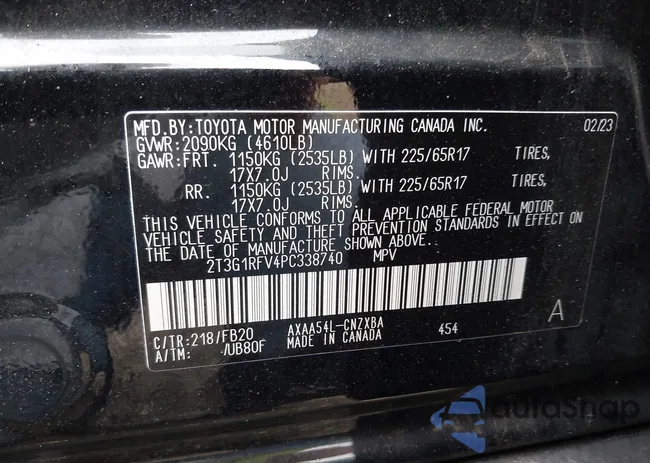 MFD.BY:TOYOTA MOTOR MANUFACTURING CANADA INC. 02/23
GVWR:2090KG (4610LB)
GAWR:FRT. 1150KG (2535LB) WITH 225/65R17 TIRES,
17X7.0J RIMS.
RR. 1150KG (2535LB) WITH 225/65R17 TIRES,
17X7.0J RIMS.
THIS VEHICLE CONFORMS TO ALL APPLICABLE FEDERAL MOTOR
VEHICLE SAFETY AND THEFT PREVENTION STANDARDS IN EFFECT ON
THE DATE OF MANUFACTURE SHOWN ABOVE.
2T3G1RFV4PC338740 MPV
C/TR:218/FB20 AXAA54L-CNZXBA 454 A
A/TM: /UB80F MADE IN CANADA
autoSnap